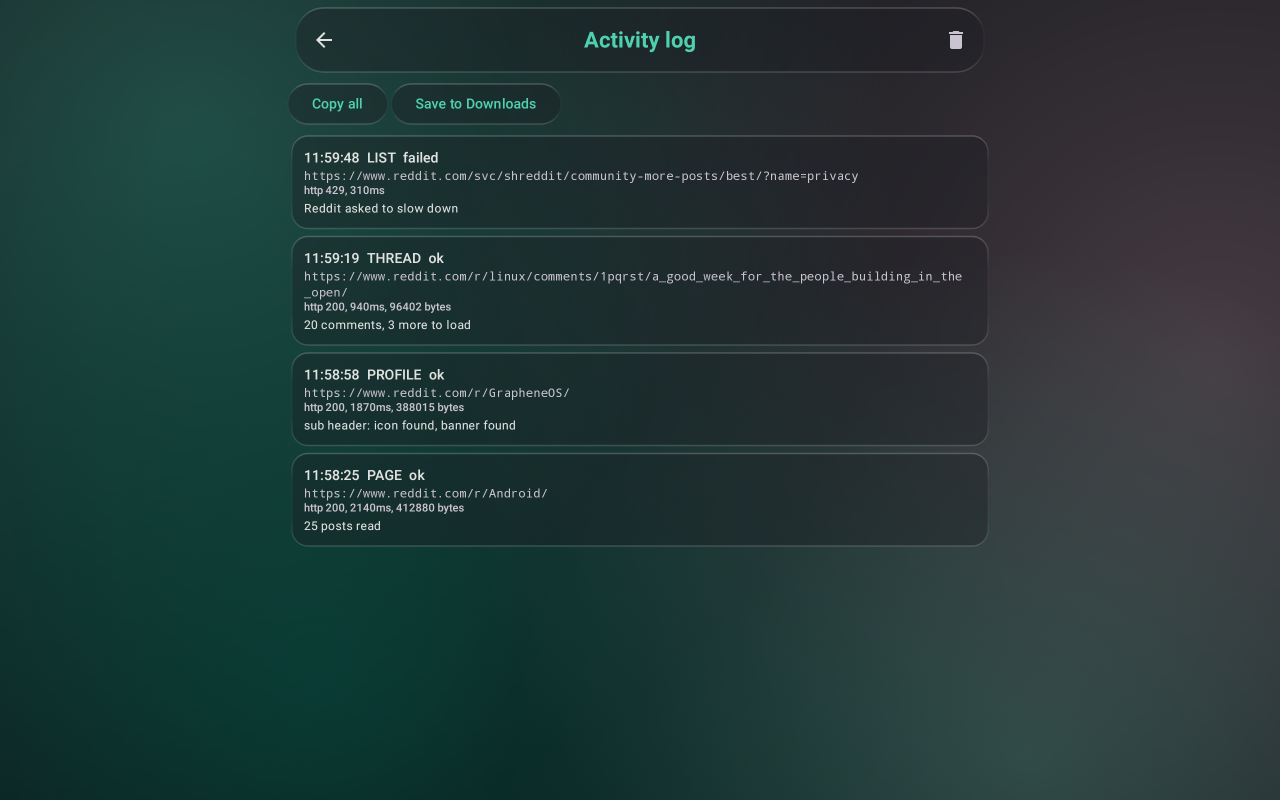 Activity log
Copy all
Save to Downloads
11:59:48 LIST failed
https://www.reddit.com/svc/shreddit/community-more-posts/best/?name=privacy
http 429, 310ms
Reddit asked to slow down
11:59:19 THREAD ok
https://www.reddit.com/r/linux/comments/1pqrst/a_good_week_for_the_people_building_in_the
_open/
http 200, 940ms, 96402 bytes
20 comments, 3 more to load
11:58:58 PROFILE ok
https://www.reddit.com/r/GrapheneOS/
http 200, 1870ms, 388015 bytes
sub header: icon found, banner found
11:58:25 PAGE ok
https://www.reddit.com/r/Android/
http 200, 2140ms, 412880 bytes
25 posts read